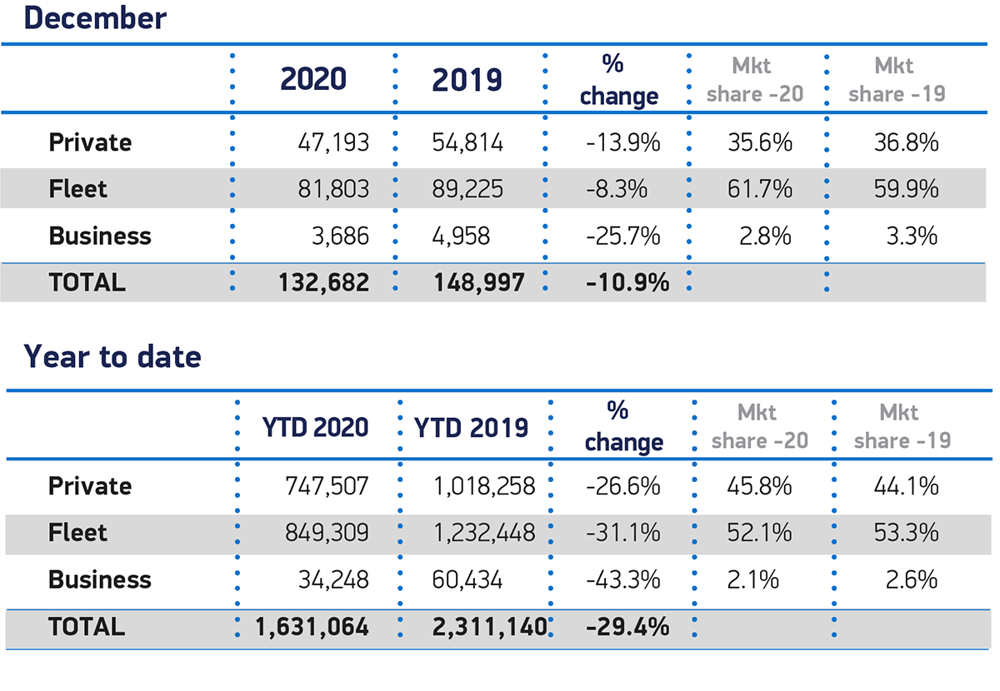 December
2020 2019 % change Mkt share -20 Mkt share -19
Private 47,193 54,814 -13.9% 35.6% 36.8%
Fleet 81,803 89,225 -8.3% 61.7% 59.9%
Business 3,686 4,958 -25.7% 2.8% 3.3%
TOTAL 132,682 148,997 -10.9%
Year to date
YTD 2020 YTD 2019 % change Mkt share -20 Mkt share -19
Private 747,507 1,018,258 -26.6% 45.8% 44.1%
Fleet 849,309 1,232,448 -31.1% 52.1% 53.3%
Business 34,248 60,434 -43.3% 2.1% 2.6%
TOTAL 1,631,064 2,311,140 -29.4%